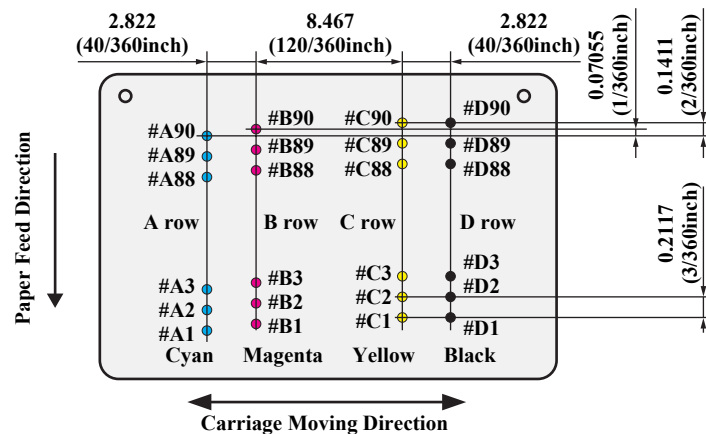 2.822
(40/360inch)
8.467
(120/360inch)
2.822
(40/360inch)
0.07055
(1/360inch)
0.1411
(2/360inch)
#A90
#A89
#A88
#B90
#B89
#B88
#C90
#C89
#C88
#D90
#D89
#D88
Paper Feed Direction
A row
B row
C row
D row
0.2117
(3/360inch)
#A3
#A2
#A1
#B3
#B2
#B1
#C3
#C2
#C1
#D3
#D2
#D1
Cyan
Magenta
Yellow
Black
Carriage Moving Direction